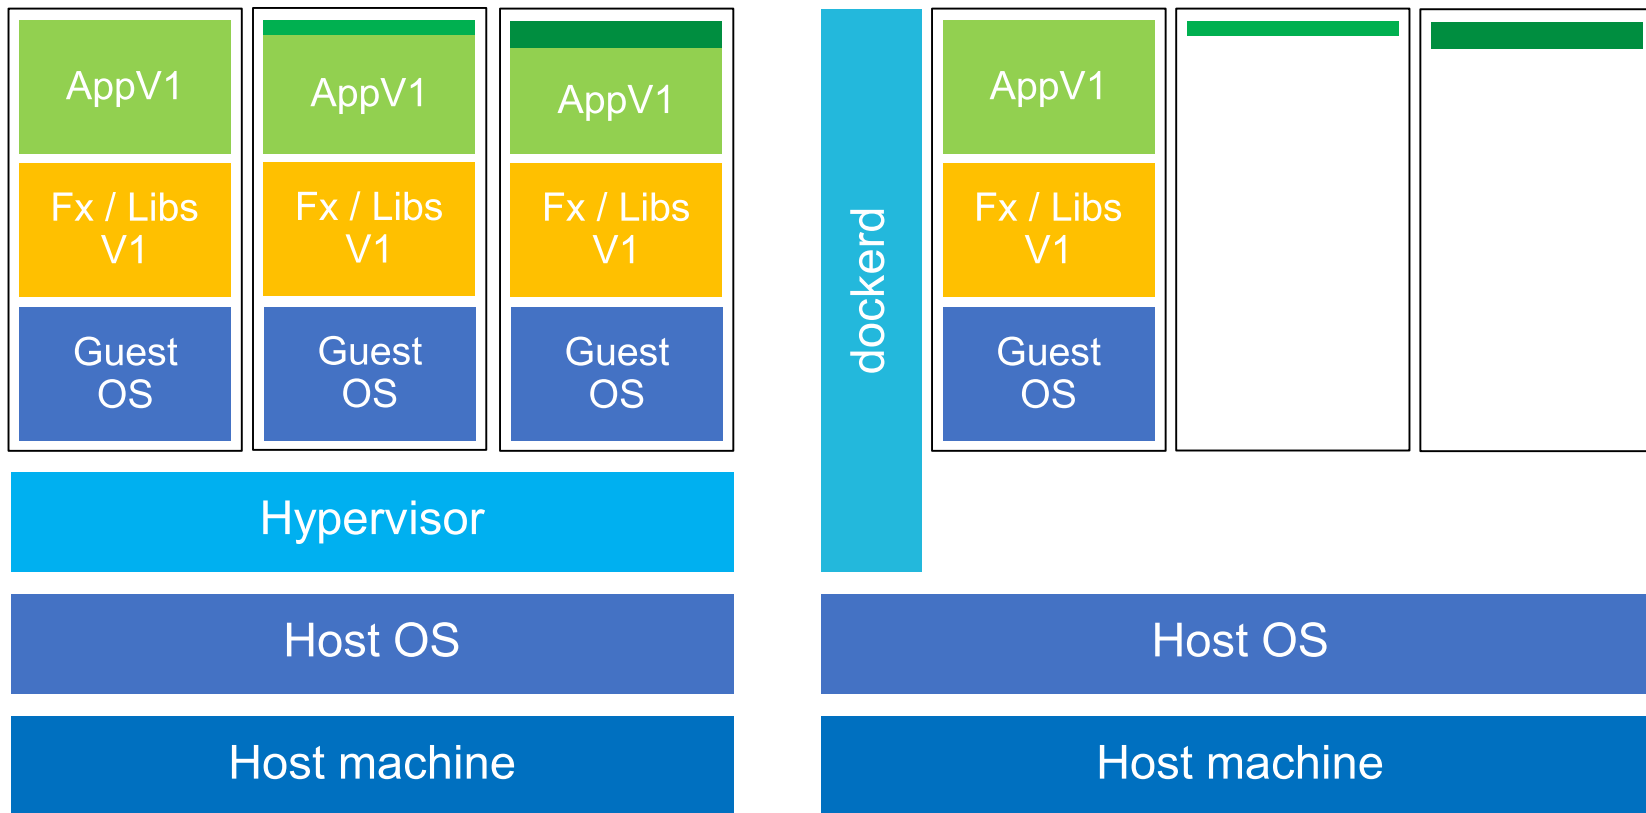 AppV1
Fx / Libs
V1
Guest
OS
AppV1
Fx / Libs
V1
Guest
OS
AppV1
Fx / Libs
V1
Guest
OS
Hypervisor
Host OS
Host machine
dockerd
AppV1
Fx / Libs
V1
Guest
OS
Host OS
Host machine